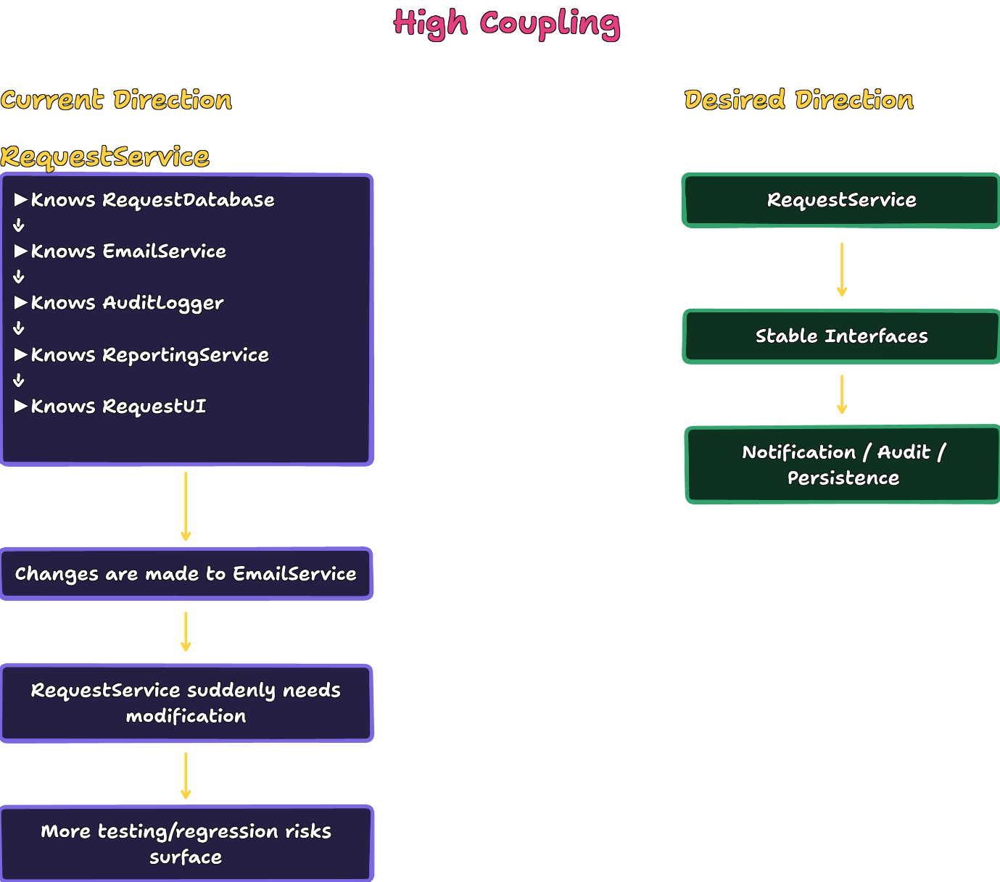 High Coupling
Current Direction
RequestService
►Knows RequestDatabase
↓
►Knows EmailService
↓
►Knows AuditLogger
↓
►Knows ReportingService
↓
►Knows RequestUI
Changes are made to EmailService
RequestService suddenly needs
modification
More testing/regression risks
surface
Desired Direction
RequestService
Stable Interfaces
Notification / Audit /
Persistence